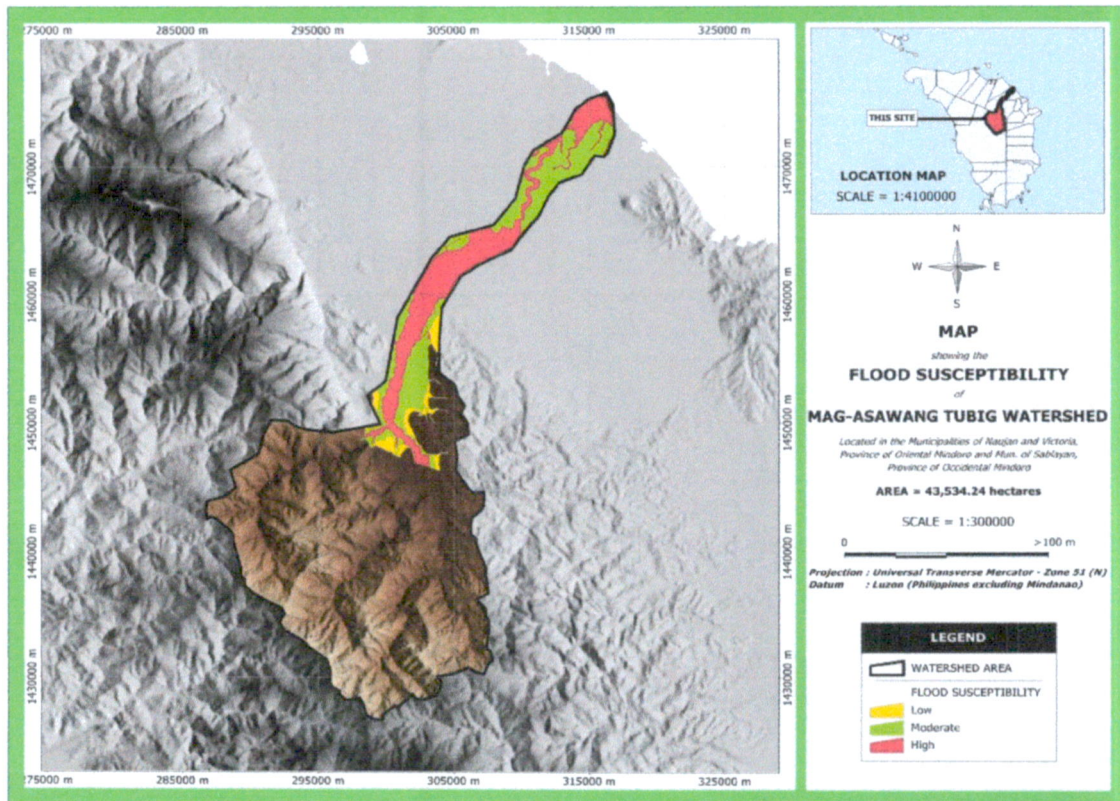 275000 m 285000 m 295000 m 305000 m 315000 m 325000 m
1470000 m 1470000 m
1460000 m 1460000 m
1450000 m 1450000 m
1440000 m 1440000 m
1430000 m 1430000 m
275000 m 285000 m 295000 m 305000 m 315000 m 325000 m
THIS SITE
LOCATION MAP
SCALE = 1:4100000
N
W E
S
MAP
showing the
FLOOD SUSCEPTIBILITY
of
MAG-ASAWANG TUBIG WATERSHED
Located in the Municipalities of Naujan and Victoria,
Province of Oriental Mindoro and Mun. of Sablayan,
Province of Occidental Mindoro
AREA = 43,534.24 hectares
SCALE = 1:300000
0 >100 m
Projection : Universal Transverse Mercator - Zone 51 (N)
Datum : Luzon (Philippines excluding Mindanao)
LEGEND
WATERSHED AREA
FLOOD SUSCEPTIBILITY
Low
Moderate
High